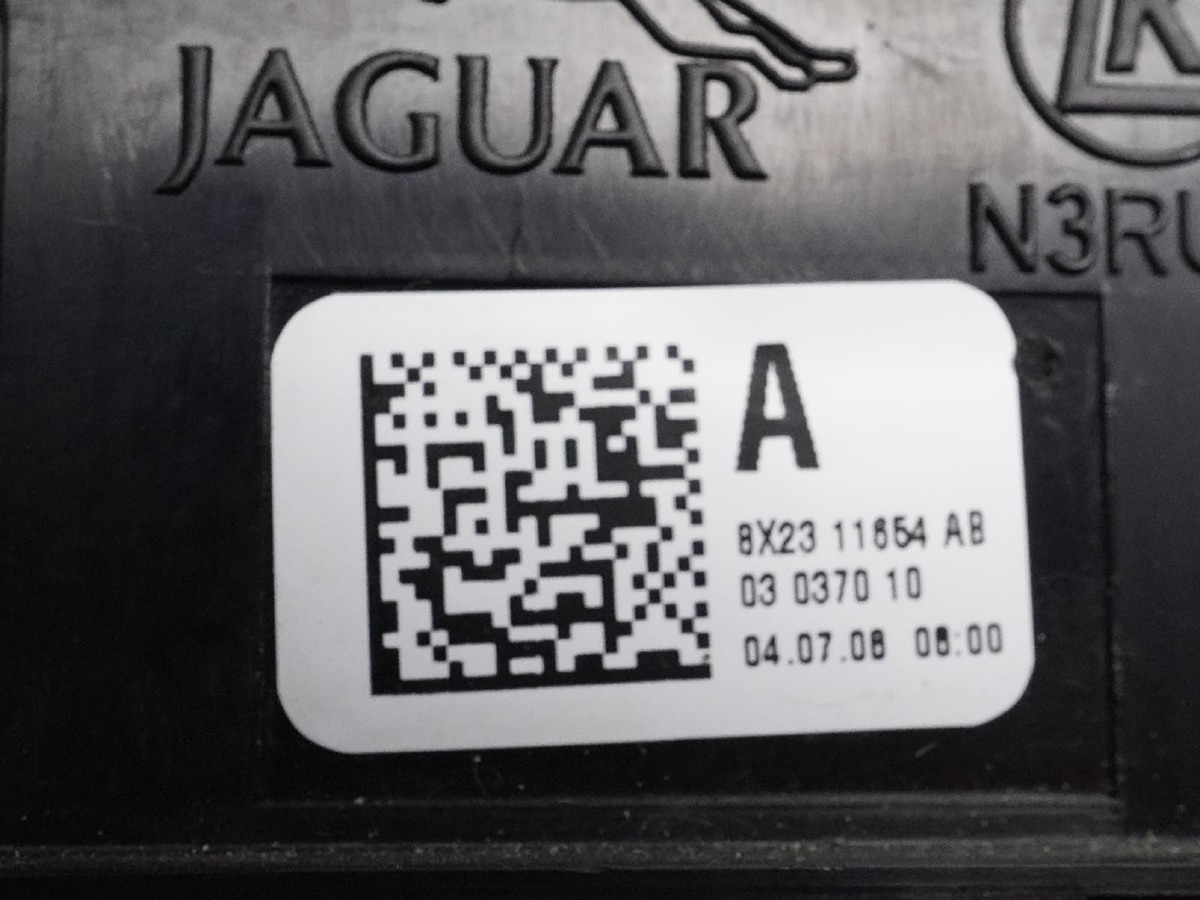 JAGUAR
N3RU
A
8X23 11654 AB
03 0370 10
04.07.08 08:00